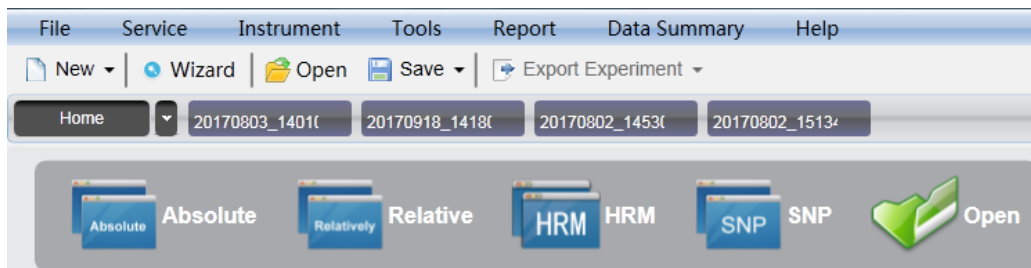 File Service Instrument Tools Report Data Summary Help
New Wizard Open Save Export Experiment
Home 20170803_1401 20170918_1418 20170802_1453 20170802_1513
Absolute Absolute Relatively Relative HRM HRM SNP SNP Open